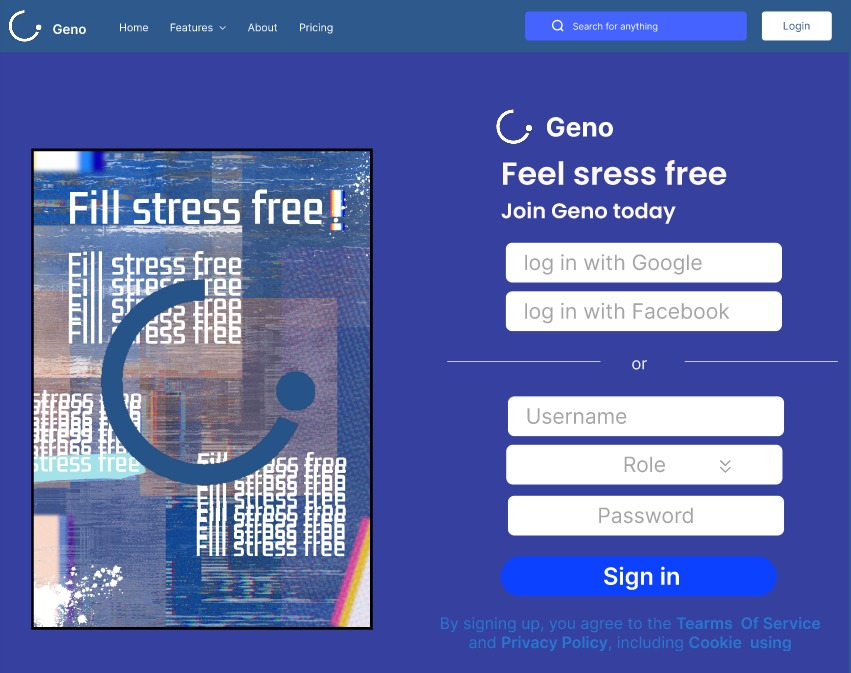 Geno
Home
Features
About
Pricing
Search for anything
Login
Fill stress free!
Fill stress free
Fill stress free
Fill stress free
Fill stress free
stress free
stress free
stress free
stress free
stress free
stress free
Fill stress free
Fill stress free
Fill stress free
Fill stress free
Fill stress free
Fill stress free
Geno
Feel sress free
Join Geno today
log in with Google
log in with Facebook
or
Username
Role
Password
Sign in
By signing up, you agree to the Tearms Of Service
and Privacy Policy, including Cookie using